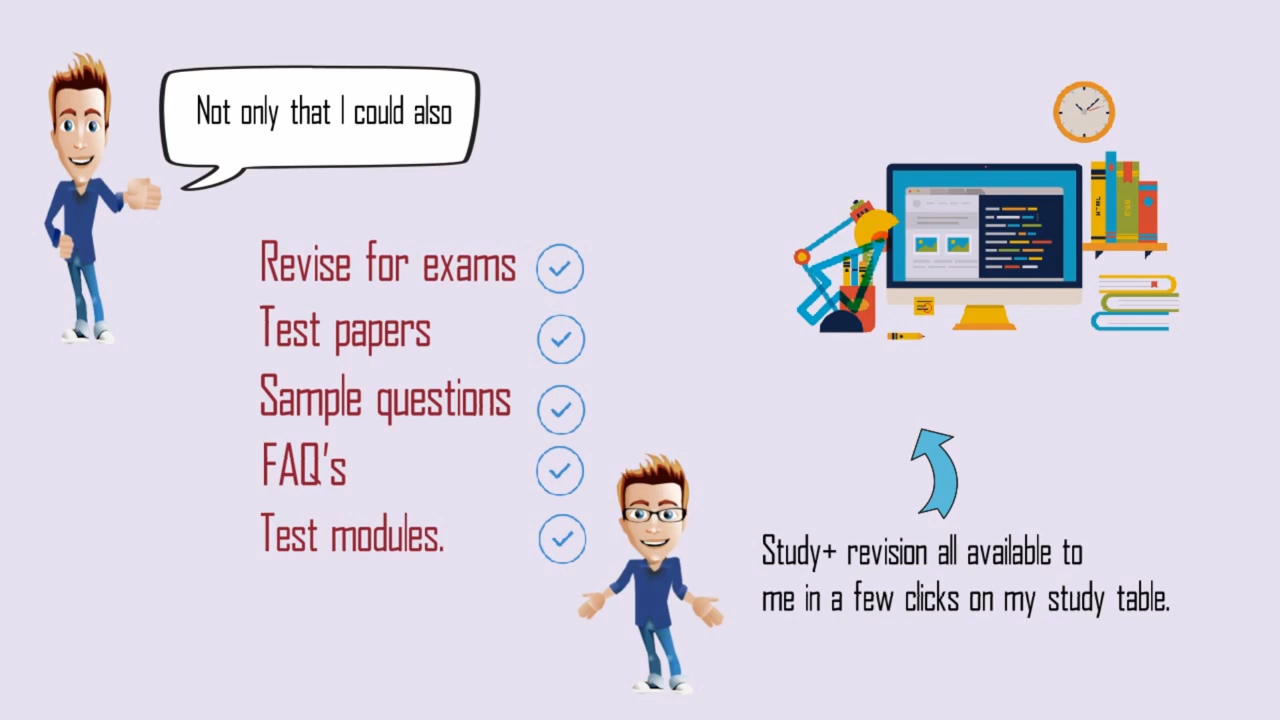 Not only that I could also
Revise for exams
Test papers
Sample questions
FAQ's
Test modules.
Study+ revision all available to
me in a few clicks on my study table.
HTML